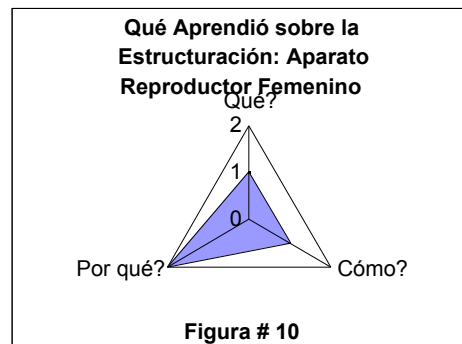 Qué Aprendió sobre la
Estructuración: Aparato
Reproductor Femenino
Qué?
2
1
0
Por qué?
Cómo?
Figura # 10